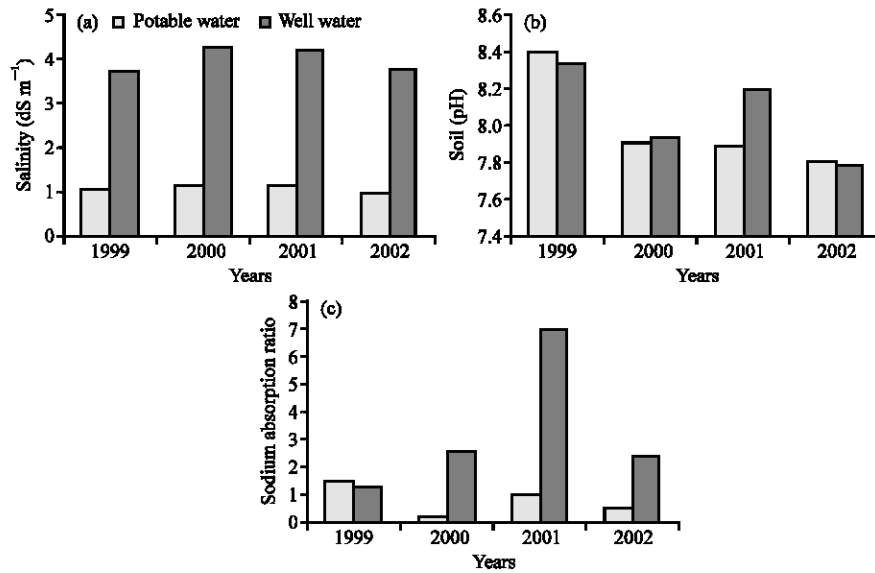 (a) Potable water Well water
5
4
3
2
1
0
Salinity (dS m⁻¹)
1999 2000 2001 2002
Years
(b)
8.6
8.4
8.2
8.0
7.8
7.6
7.4
Soil (pH)
1999 2000 2001 2002
Years
(c)
8
7
6
5
4
3
2
1
0
Sodium absorption ratio
1999 2000 2001 2002
Years